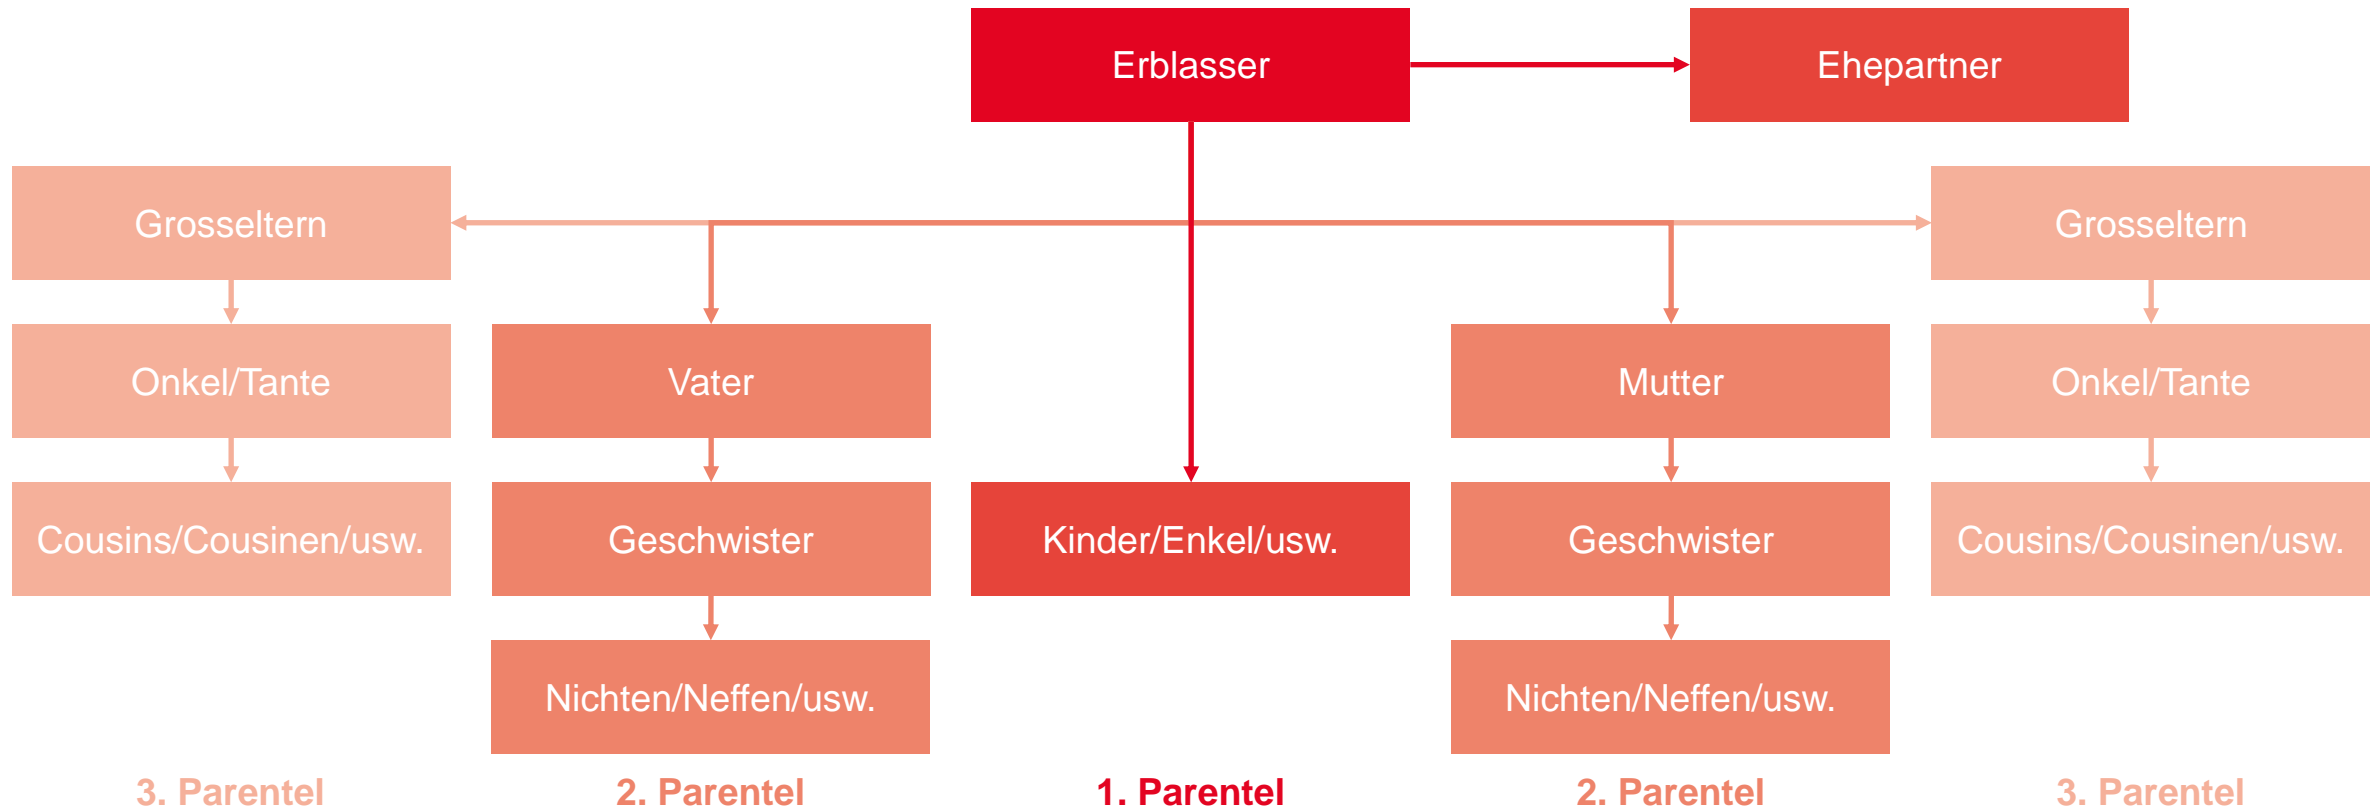 Erblasser
Ehepartner
Grosseltern
Grosseltern
Onkel/Tante
Vater
Mutter
Onkel/Tante
Cousins/Cousinen/usw.
Geschwister
Kinder/Enkel/usw.
Geschwister
Cousins/Cousinen/usw.
Nichten/Neffen/usw.
Nichten/Neffen/usw.
3. Parentel
2. Parentel
1. Parentel
2. Parentel
3. Parentel